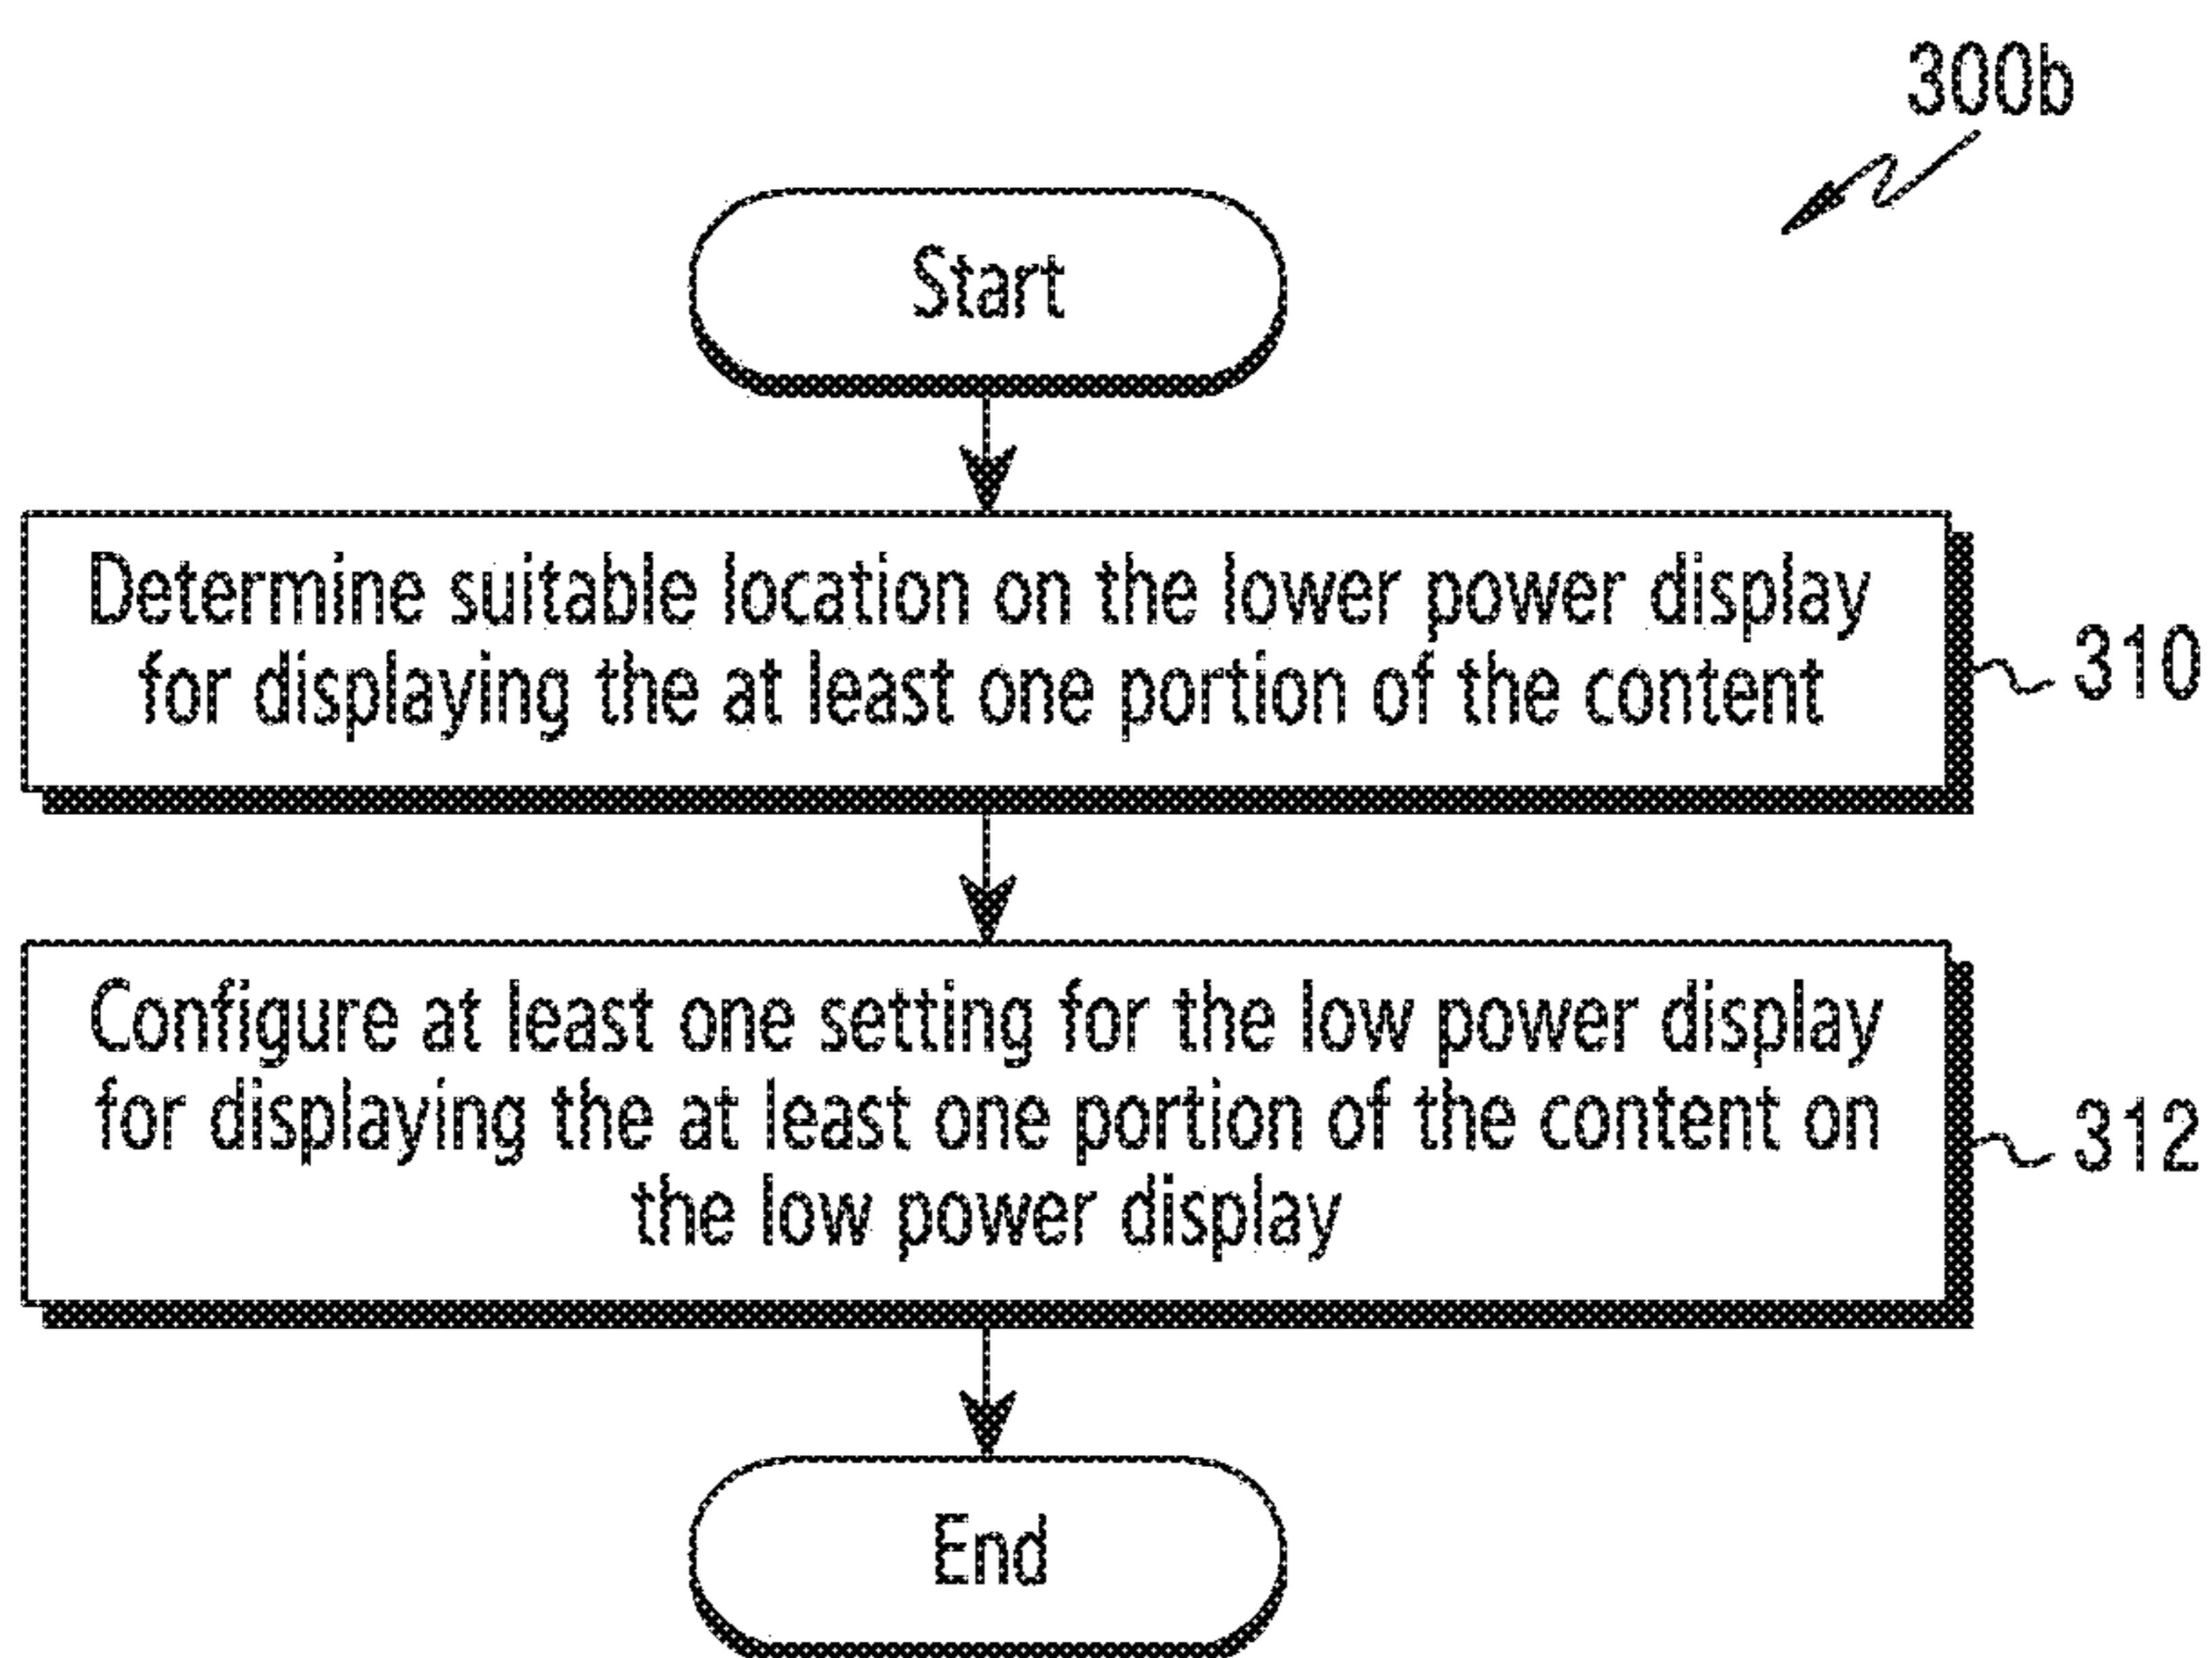 300b
Start
Determine suitable location on the lower power display
for displaying the at least one portion of the content
310
Configure at least one setting for the low power display
for displaying the at least one portion of the content on
the low power display
312
End